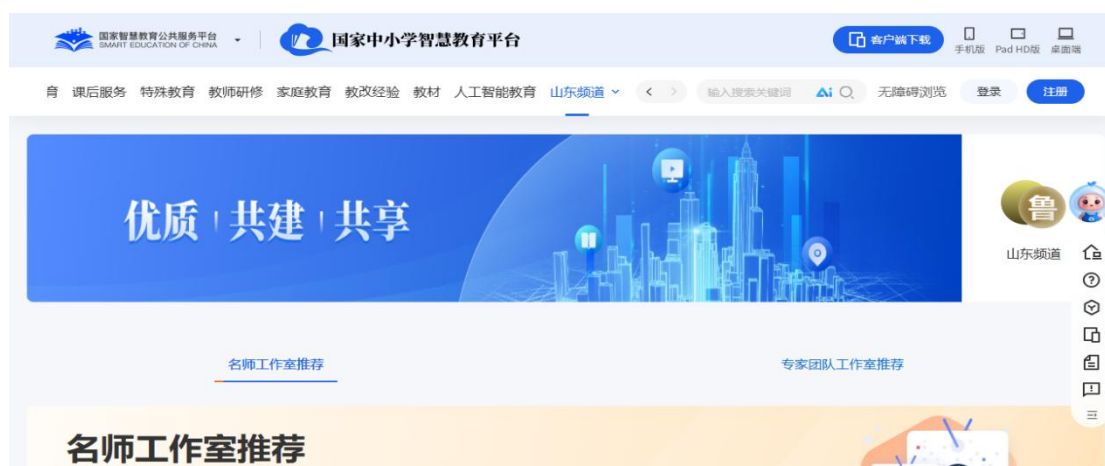 国家智慧教育公共服务平台
SMART EDUCATION OF CHINA
国家中小学智慧教育平台
客户端下载
手机版 Pad HD版 桌面端
育 课后服务 特殊教育 教师研修 家庭教育 教改经验 教材 人工智能教育 山东频道 输入搜索关键词 Ai 无障碍浏览 登录 注册
优质 共建 共享
鲁
山东频道
名师工作室推荐 专家团队工作室推荐
名师工作室推荐